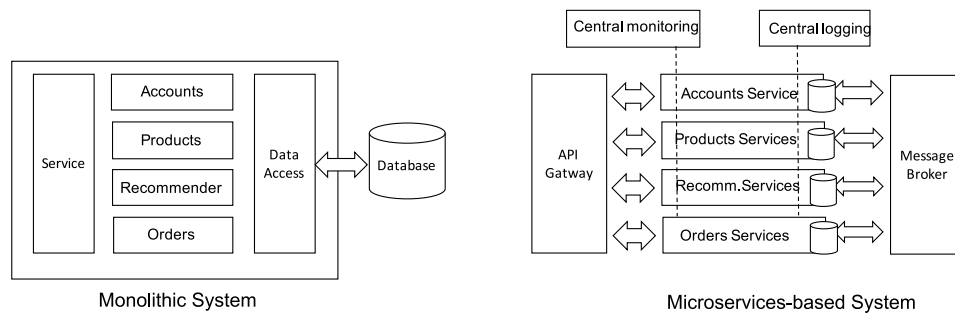 Service
Accounts
Products
Recommender
Orders
Data
Access
Database
Monolithic System
Central monitoring
Central logging
API
Gatway
Accounts Service
Products Services
Recomm.Services
Orders Services
Message
Broker
Microservices-based System